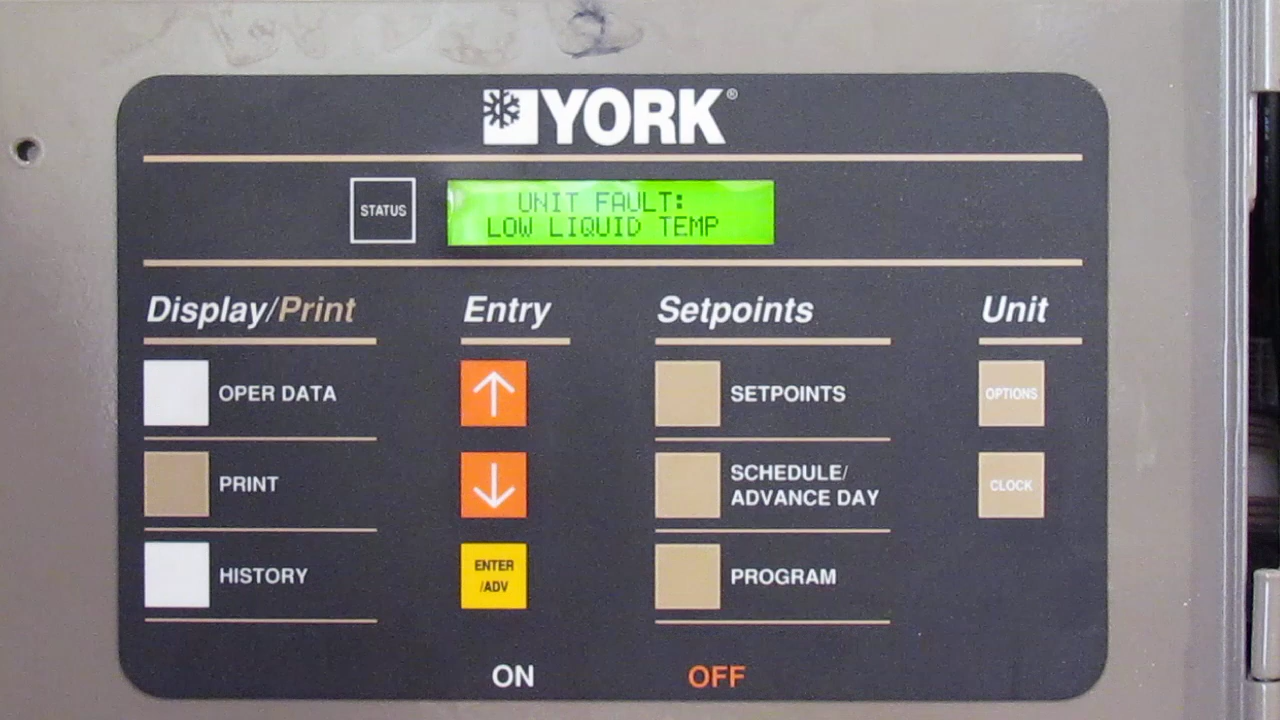 YORK®
STATUS
UNIT FAULT:
LOW LIQUID TEMP
Display/Print
Entry
Setpoints
Unit
OPER DATA
SETPOINTS
OPTIONS
PRINT
SCHEDULE/
ADVANCE DAY
CLOCK
HISTORY
ENTER
/ADV
PROGRAM
ON
OFF